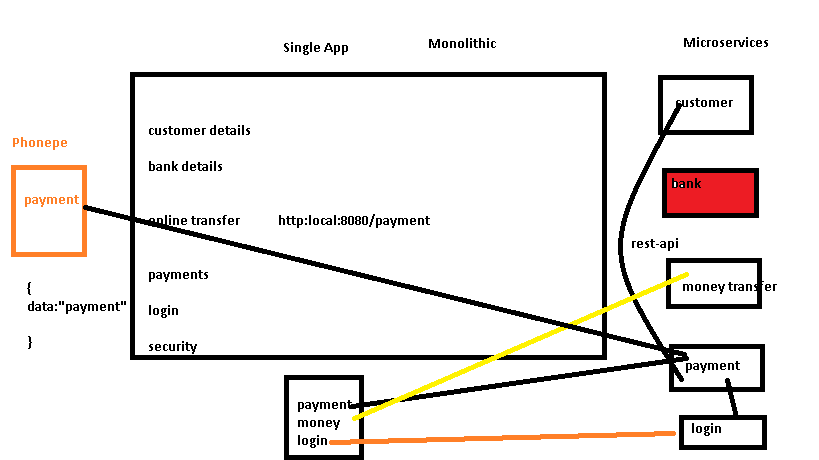 Single App
Monolithic
Microservices
customer
customer details
Phonepe
bank details
bank
payment
online transfer
http:local:8080/payment
rest-api
payments
money transfer
{
data:"payment"
login
}
security
payment
payment
money
login
login